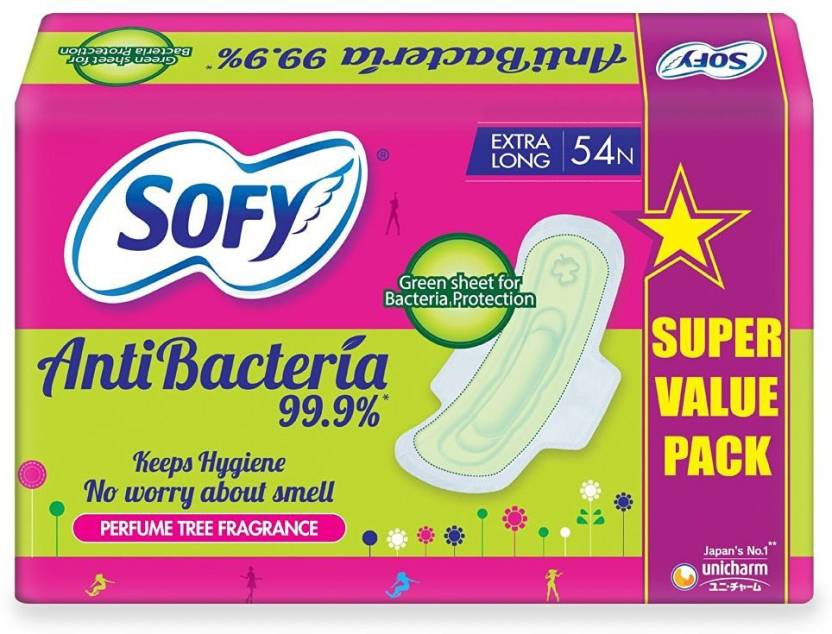 Green sheet for
Bacteria Protection
AntiBacteria 99.9%*
SOFY
SOFY®
EXTRA
LONG
54N
Green sheet for
Bacteria Protection
AntiBacteria
99.9%*
Keeps Hygiene
No worry about smell
PERFUME TREE FRAGRANCE
SUPER
VALUE
PACK
Japan's No.1**
unicharm
ユニ・チャーム